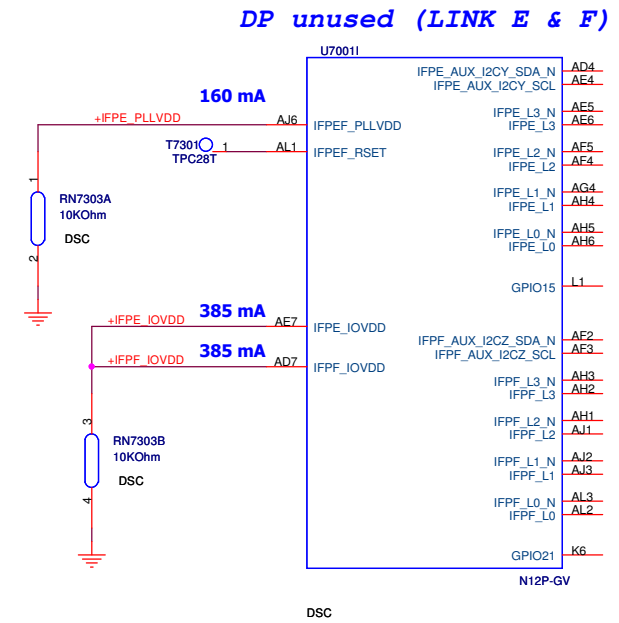 DP unused (LINK E & F)
U7001I
160 mA
+IFPE_PLLVDD
AJ6
IFPEF_PLLVDD
T7301
1
TPC28T
AL1
IFPEF_RSET
1
RN7303A
10KOhm
DSC
2
385 mA
+IFPE_IOVDD
AE7
IFPE_IOVDD
385 mA
+IFPF_IOVDD
AD7
IFPF_IOVDD
3
RN7303B
10KOhm
DSC
4
IFPE_AUX_I2CY_SDA_N AD4
IFPE_AUX_I2CY_SCL AE4
IFPE_L3_N AE5
IFPE_L3 AE6
IFPE_L2_N AF5
IFPE_L2 AF4
IFPE_L1_N AG4
IFPE_L1 AH4
IFPE_L0_N AH5
IFPE_L0 AH6
GPIO15 L1
IFPF_AUX_I2CZ_SDA_N AF2
IFPF_AUX_I2CZ_SCL AF3
IFPF_L3_N AH3
IFPF_L3 AH2
IFPF_L2_N AH1
IFPF_L2 AJ1
IFPF_L1_N AJ2
IFPF_L1 AJ3
IFPF_L0_N AL3
IFPF_L0 AL2
GPIO21 K6
N12P-GV
DSC